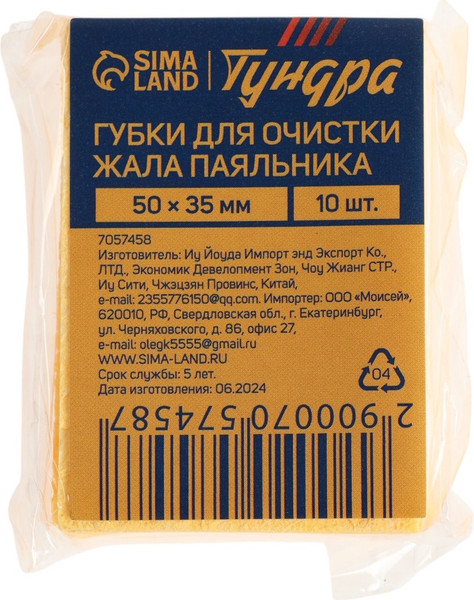 SIMA LAND Тундра
ГУБКИ ДЛЯ ОЧИСТКИ
ЖАЛА ПАЯЛЬНИКА
50 × 35 мм 10 шт.
7057458
Изготовитель: Иу Йоуда Импорт энд Экспорт Ко.,
ЛТД., Экономик Девелопмент Зон, Чоу Жианг СТР.,
Иу Сити, Чжэцзян Провинс, Китай,
e-mail: 2355776150@qq.com. Импортер: ООО «Моисей»,
620010, РФ, Свердловская обл., г. Екатеринбург,
ул. Черняховского, д. 86, офис 27,
e-mail: olegk5555@gmail.ru
WWW.SIMA-LAND.RU
Срок службы: 5 лет.
Дата изготовления: 06.2024
04
2 900070 574587